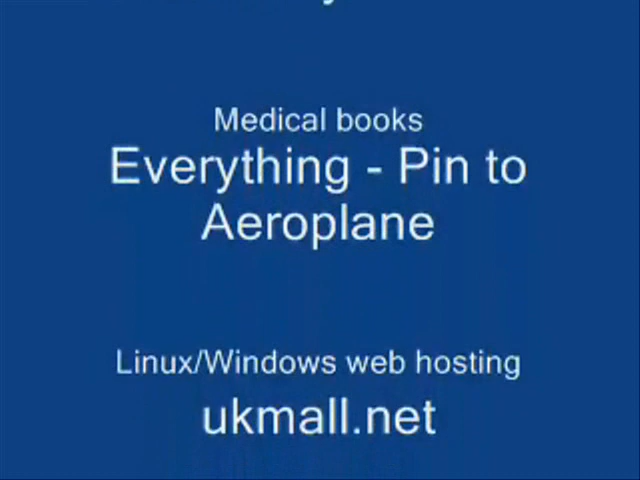 Medical books
Everything - Pin to
Aeroplane
Linux/Windows web hosting
ukmall.net